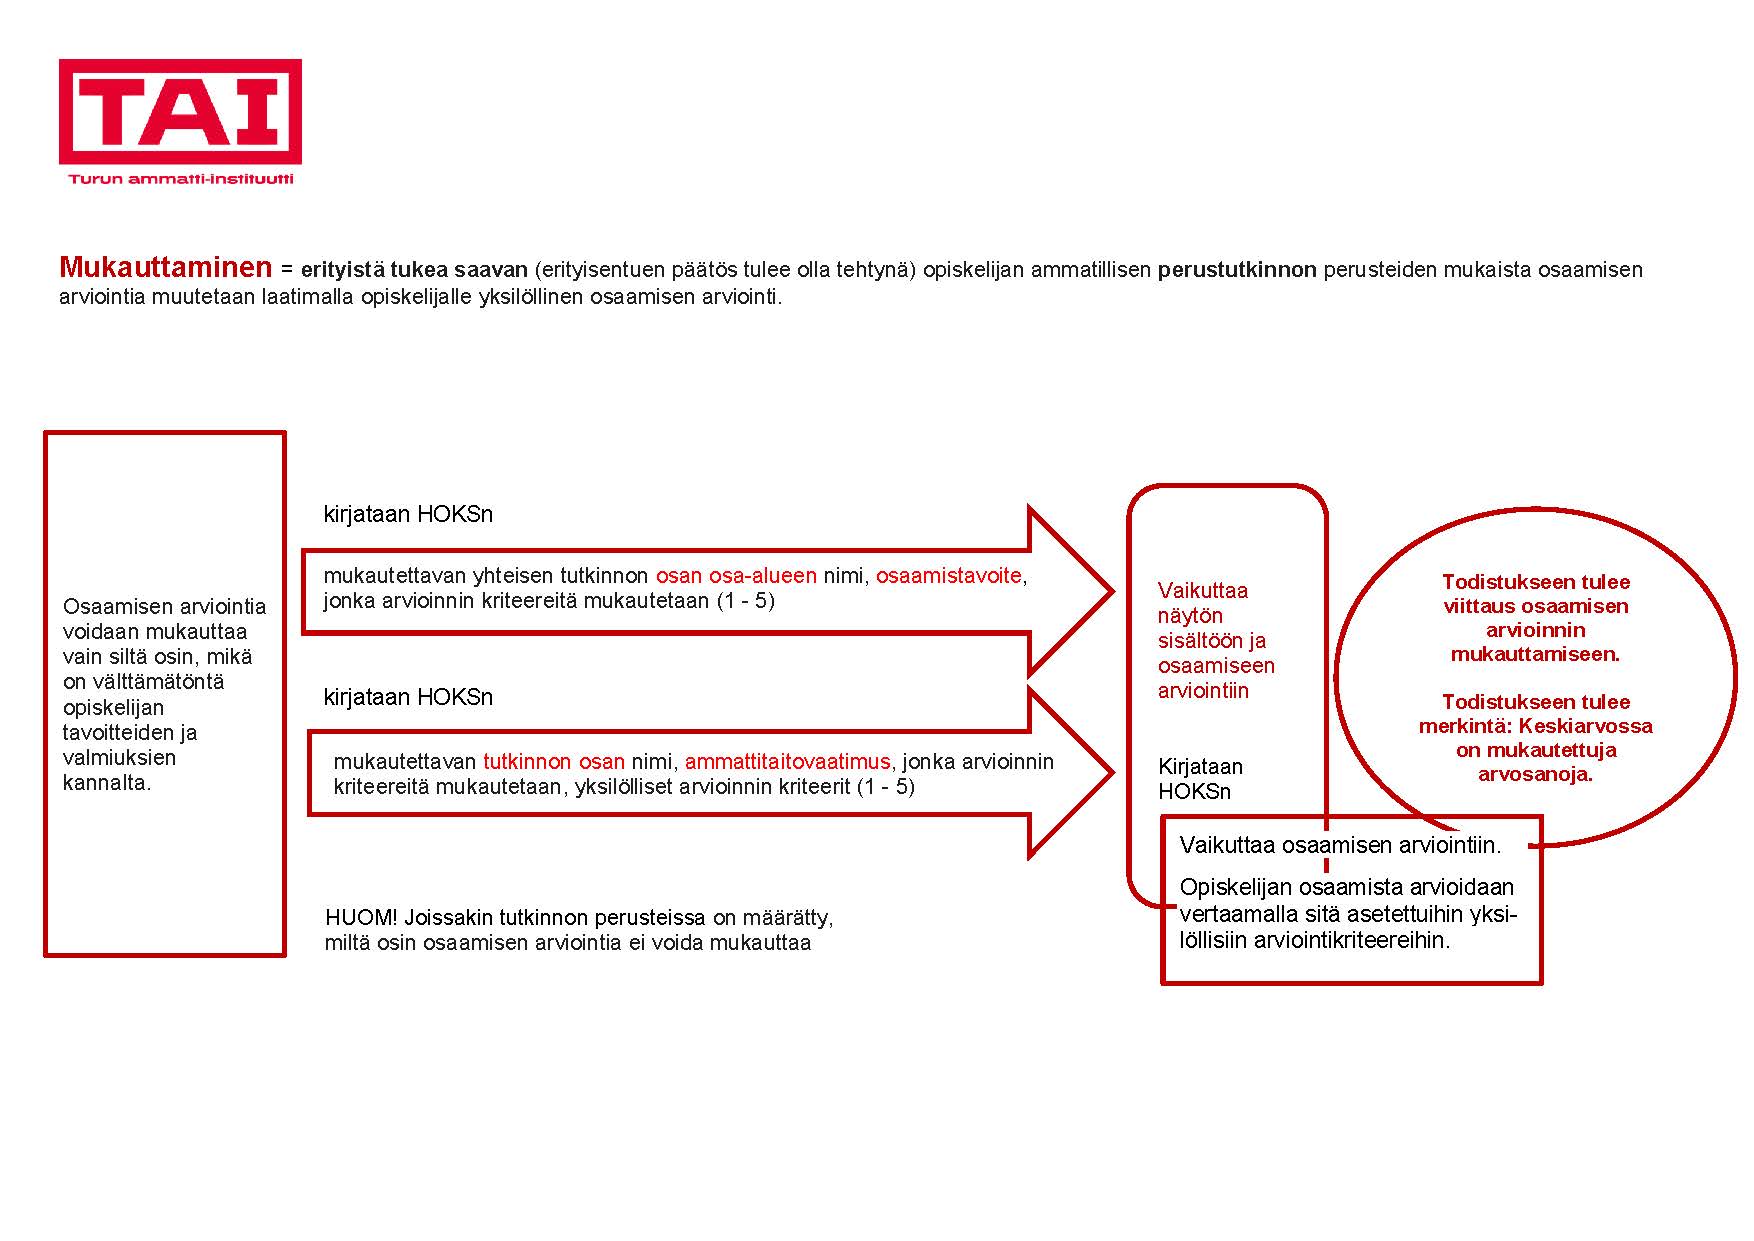 TAI
Turun ammatti-instituutti
Mukauttaminen = erityistä tukea saavan (erityisentuen päätös tulee olla tehtynä) opiskelijan ammatillisen perustutkinnon perusteiden mukaista osaamisen
arviointia muutetaan laatimalla opiskelijalle yksilöllinen osaamisen arviointi.
Osaamisen arviointia
voidaan mukauttaa
vain siltä osin, mikä
on välttämätöntä
opiskelijan
tavoitteiden ja
valmiuksien
kannalta.
kirjataan HOKSn
mukautettavan yhteisen tutkinnon osan osa-alueen nimi, osaamistavoite,
jonka arvioinnin kriteereitä mukautetaan (1 - 5)
kirjataan HOKSn
mukautettavan tutkinnon osan nimi, ammattitaitovaatimus, jonka arvioinnin
kriteereitä mukautetaan, yksilölliset arvioinnin kriteerit (1 - 5)
HUOM! Joissakin tutkinnon perusteissa on määrätty,
miltä osin osaamisen arviointia ei voida mukauttaa
Vaikuttaa
näytön
sisältöön ja
osaamiseen
arviointiin
Kirjataan
HOKSn
Vaikuttaa osaamisen arviointiin.
Opiskelijan osaamista arvioidaan
vertaamalla sitä asetettuihin yksi-
löllisiin arviointikriteereihin.
Todistukseen tulee
viittaus osaamisen
arvioinnin
mukauttamiseen.
Todistukseen tulee
merkintä: Keskiarvossa
on mukautettuja
arvosanoja.